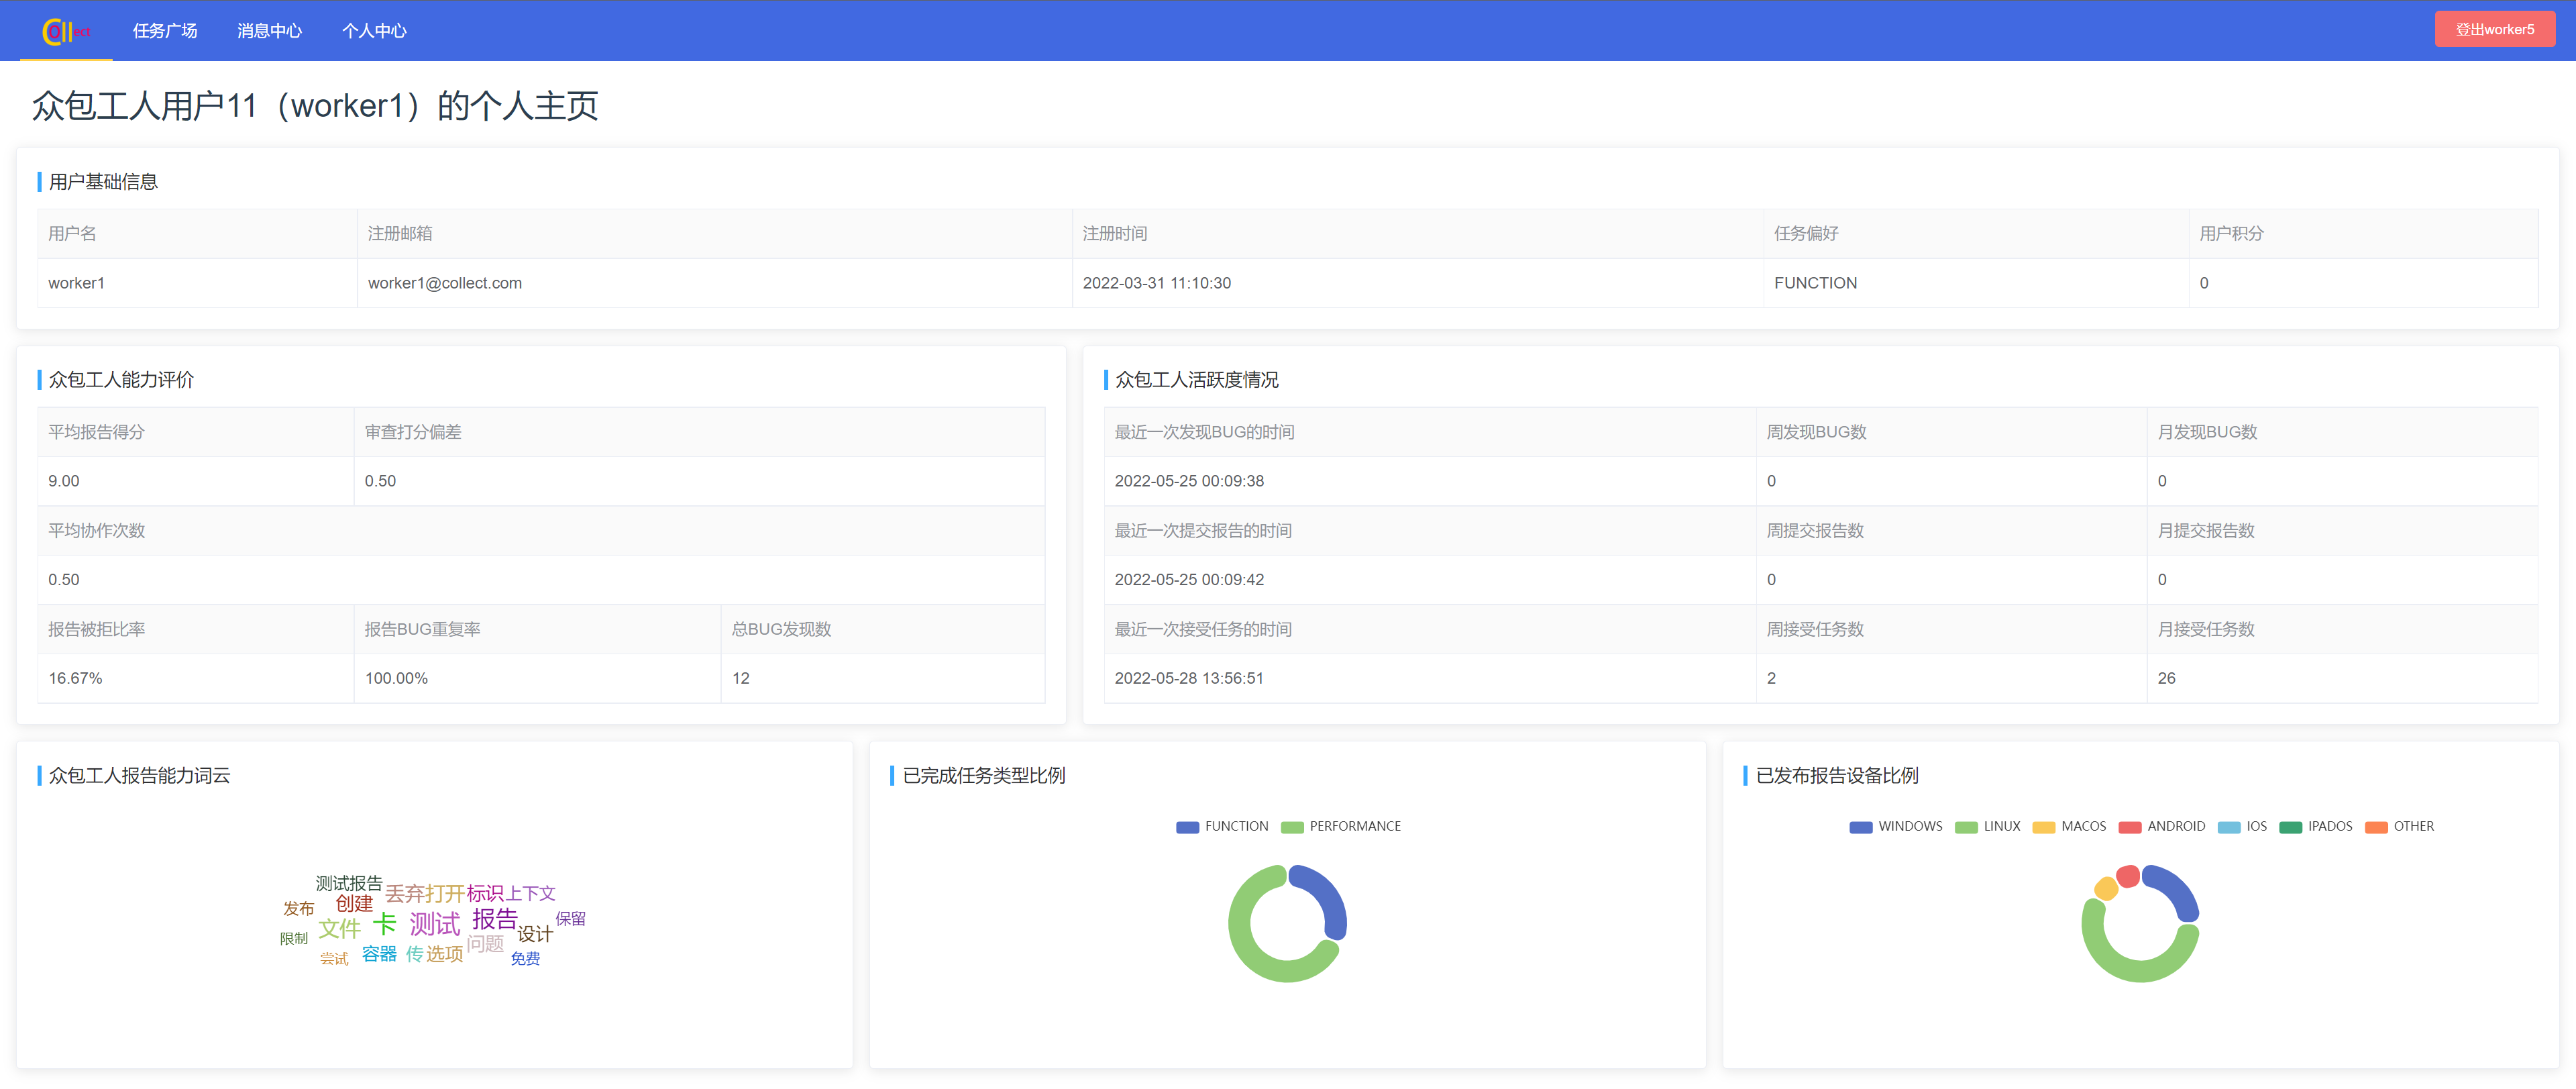 Collect 任务广场 消息中心 个人中心 登出worker5
众包工人用户11（worker1）的个人主页
用户基础信息
用户名 注册邮箱 注册时间 任务偏好 用户积分
worker1 worker1@collect.com 2022-03-31 11:10:30 FUNCTION 0
众包工人能力评价
平均报告得分 审查打分偏差
9.00 0.50
平均协作次数
0.50
报告被拒比率 报告BUG重复率 总BUG发现数
16.67% 100.00% 12
众包工人活跃度情况
最近一次发现BUG的时间 周发现BUG数 月发现BUG数
2022-05-25 00:09:38 0 0
最近一次提交报告的时间 周提交报告数 月提交报告数
2022-05-25 00:09:42 0 0
最近一次接受任务的时间 周接受任务数 月接受任务数
2022-05-28 13:56:51 2 26
众包工人报告能力词云
测试报告 丢弃 打开 标识 上下文
发布 创建 文件 卡 测试 报告 保留
限制 问题 设计
尝试 容器 传 选项 免费
已完成任务类型比例
FUNCTION PERFORMANCE
已发布报告设备比例
WINDOWS LINUX MACOS ANDROID IOS IPADOS OTHER